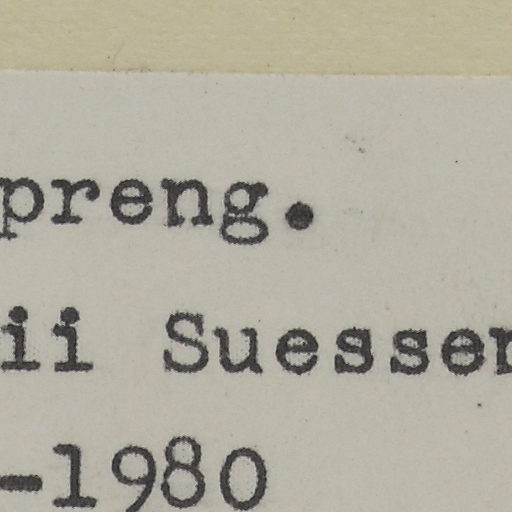 preng.
ii Suessen
-1980